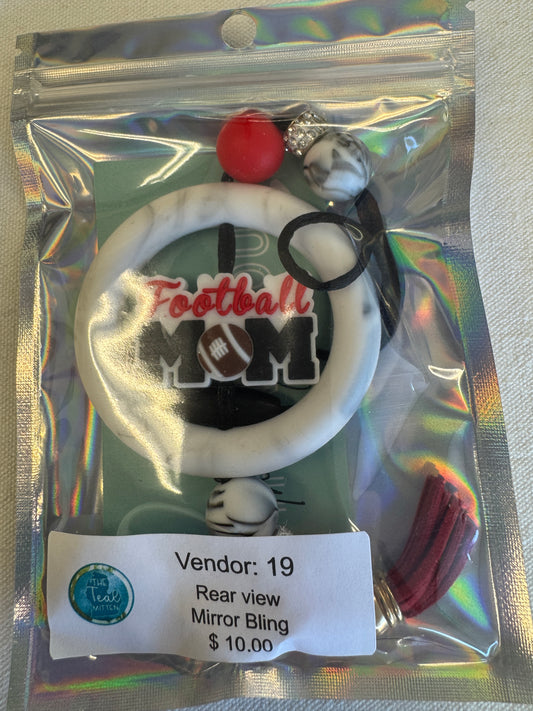 Football
MOM
Vendor: 19
THE
Teal
MITTEN
Rear view
Mirror Bling
$ 10.00